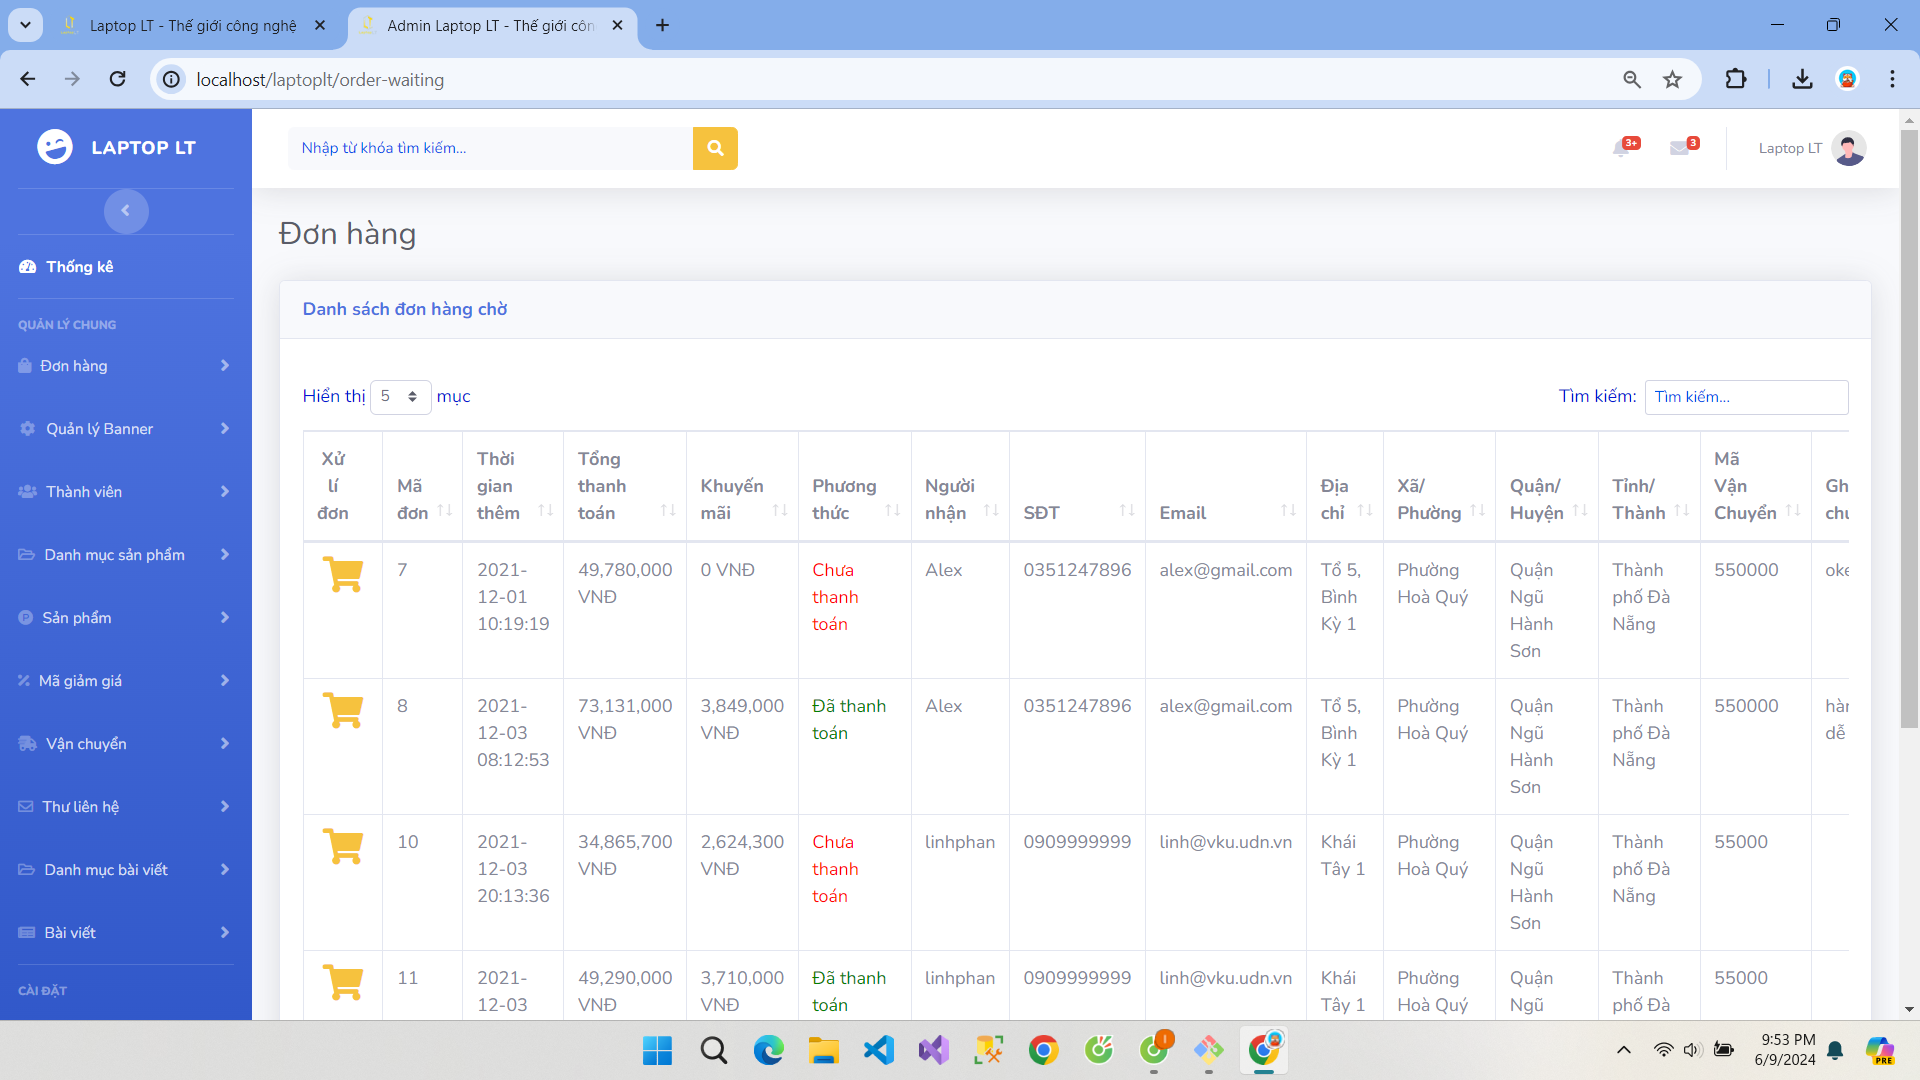 Laptop LT - Thế giới công nghệ
Admin Laptop LT - Thế giới côn
localhost/laptoplt/order-waiting
LAPTOP LT
Nhập từ khóa tìm kiếm...
3+
3
Laptop LT
Thống kê
QUẢN LÝ CHUNG
Đơn hàng
Quản lý Banner
Thành viên
Danh mục sản phẩm
Sản phẩm
Mã giảm giá
Vận chuyển
Thư liên hệ
Danh mục bài viết
Bài viết
CÀI ĐẶT
Đơn hàng
Danh sách đơn hàng chờ
Hiển thị 5 mục
Tìm kiếm: Tìm kiếm...
Xử lí đơn
Mã đơn
Thời gian thêm
Tổng thanh toán
Khuyến mãi
Phương thức
Người nhận
SĐT
Email
Địa chỉ
Xã/ Phường
Quận/ Huyện
Tỉnh/ Thành
Mã Vận Chuyển
Gh
chu
7
2021-12-01 10:19:19
49,780,000 VNĐ
0 VNĐ
Chưa thanh toán
Alex
0351247896
alex@gmail.com
Tổ 5, Bình Kỳ 1
Phường Hoà Quý
Quận Ngũ Hành Sơn
Thành phố Đà Nẵng
550000
oke
8
2021-12-03 08:12:53
73,131,000 VNĐ
3,849,000 VNĐ
Đã thanh toán
Alex
0351247896
alex@gmail.com
Tổ 5, Bình Kỳ 1
Phường Hoà Quý
Quận Ngũ Hành Sơn
Thành phố Đà Nẵng
550000
hàn
dễ
10
2021-12-03 20:13:36
34,865,700 VNĐ
2,624,300 VNĐ
Chưa thanh toán
linhphan
0909999999
linh@vku.udn.vn
Khái Tây 1
Phường Hoà Quý
Quận Ngũ Hành Sơn
Thành phố Đà Nẵng
55000
11
2021-12-03
49,290,000 VNĐ
3,710,000 VNĐ
Đã thanh toán
linhphan
0909999999
linh@vku.udn.vn
Khái Tây 1
Phường Hoà Quý
Quận Ngũ
Thành phố Đà
55000
9:53 PM
6/9/2024
PRE